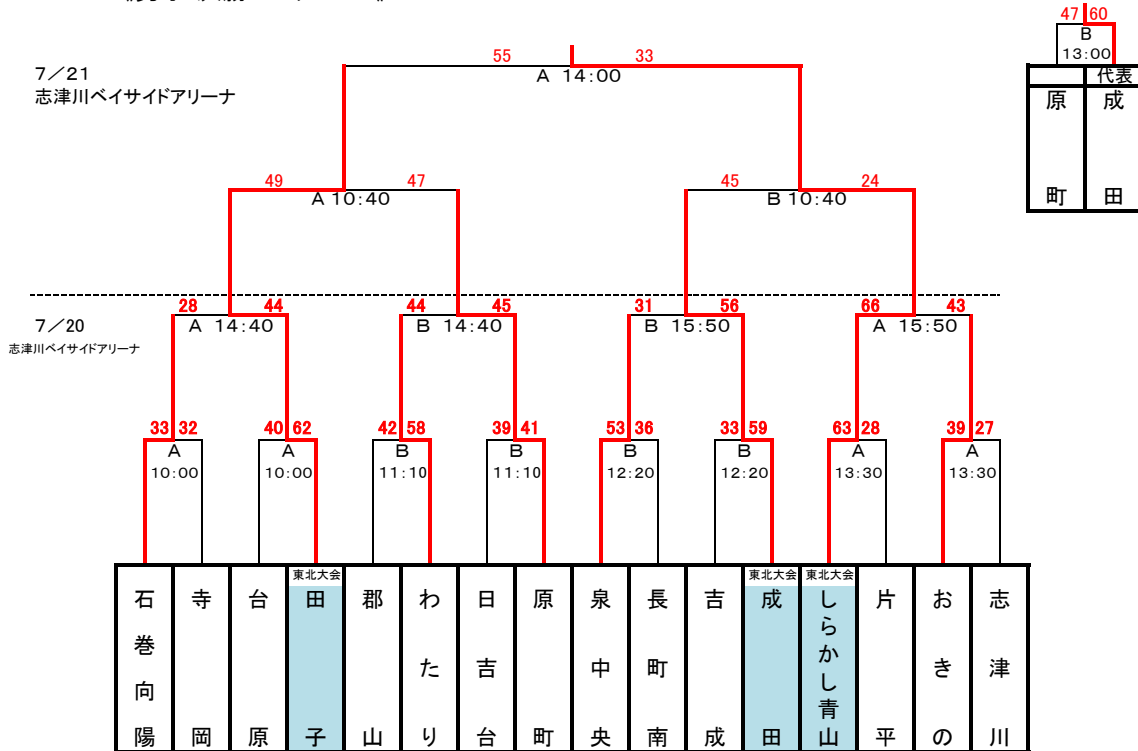 47 60
B
13:00
代表
原町
成田
55 33
A 14:00
7/21
志津川ベイサイドアリーナ
49 47
A 10:40
45 24
B 10:40
28 44
A 14:40
44 45
B 14:40
31 56
B 15:50
66 43
A 15:50
7/20
志津川ベイサイドアリーナ
33 32
A
10:00
40 62
A
10:00
42 58
B
11:10
39 41
B
11:10
53 36
B
12:20
33 59
B
12:20
63 28
A
13:30
39 27
A
13:30
石巻向陽
寺岡
台原
東北大会
田子
郡山
わたり
日吉台
原町
泉中央
長町南
吉成
東北大会
成田
東北大会
しらかし青山
片平
おきの
志津川